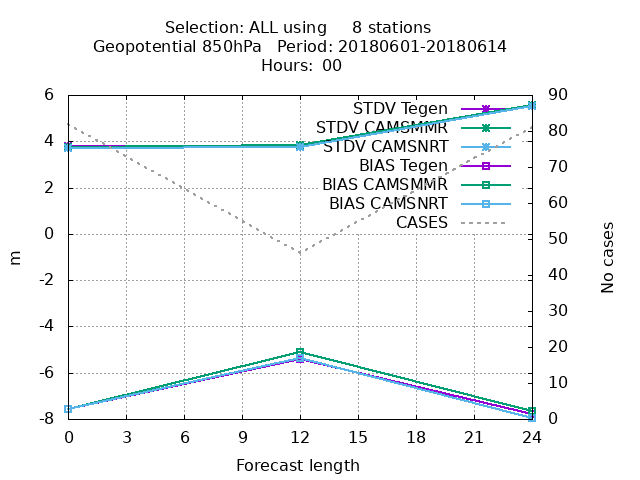 Selection: ALL using     8 stations
Geopotential 850hPa   Period: 20180601-20180614
Hours: 00
6
4
2
0
-2
-4
-6
-8
m
STDV Tegen
STDV CAMSMMR
STDV CAMSNRT
BIAS Tegen
BIAS CAMSMMR
BIAS CAMSNRT
CASES
90
80
70
60
50
40
30
20
10
0
No cases
0 3 6 9 12 15 18 21 24
Forecast length